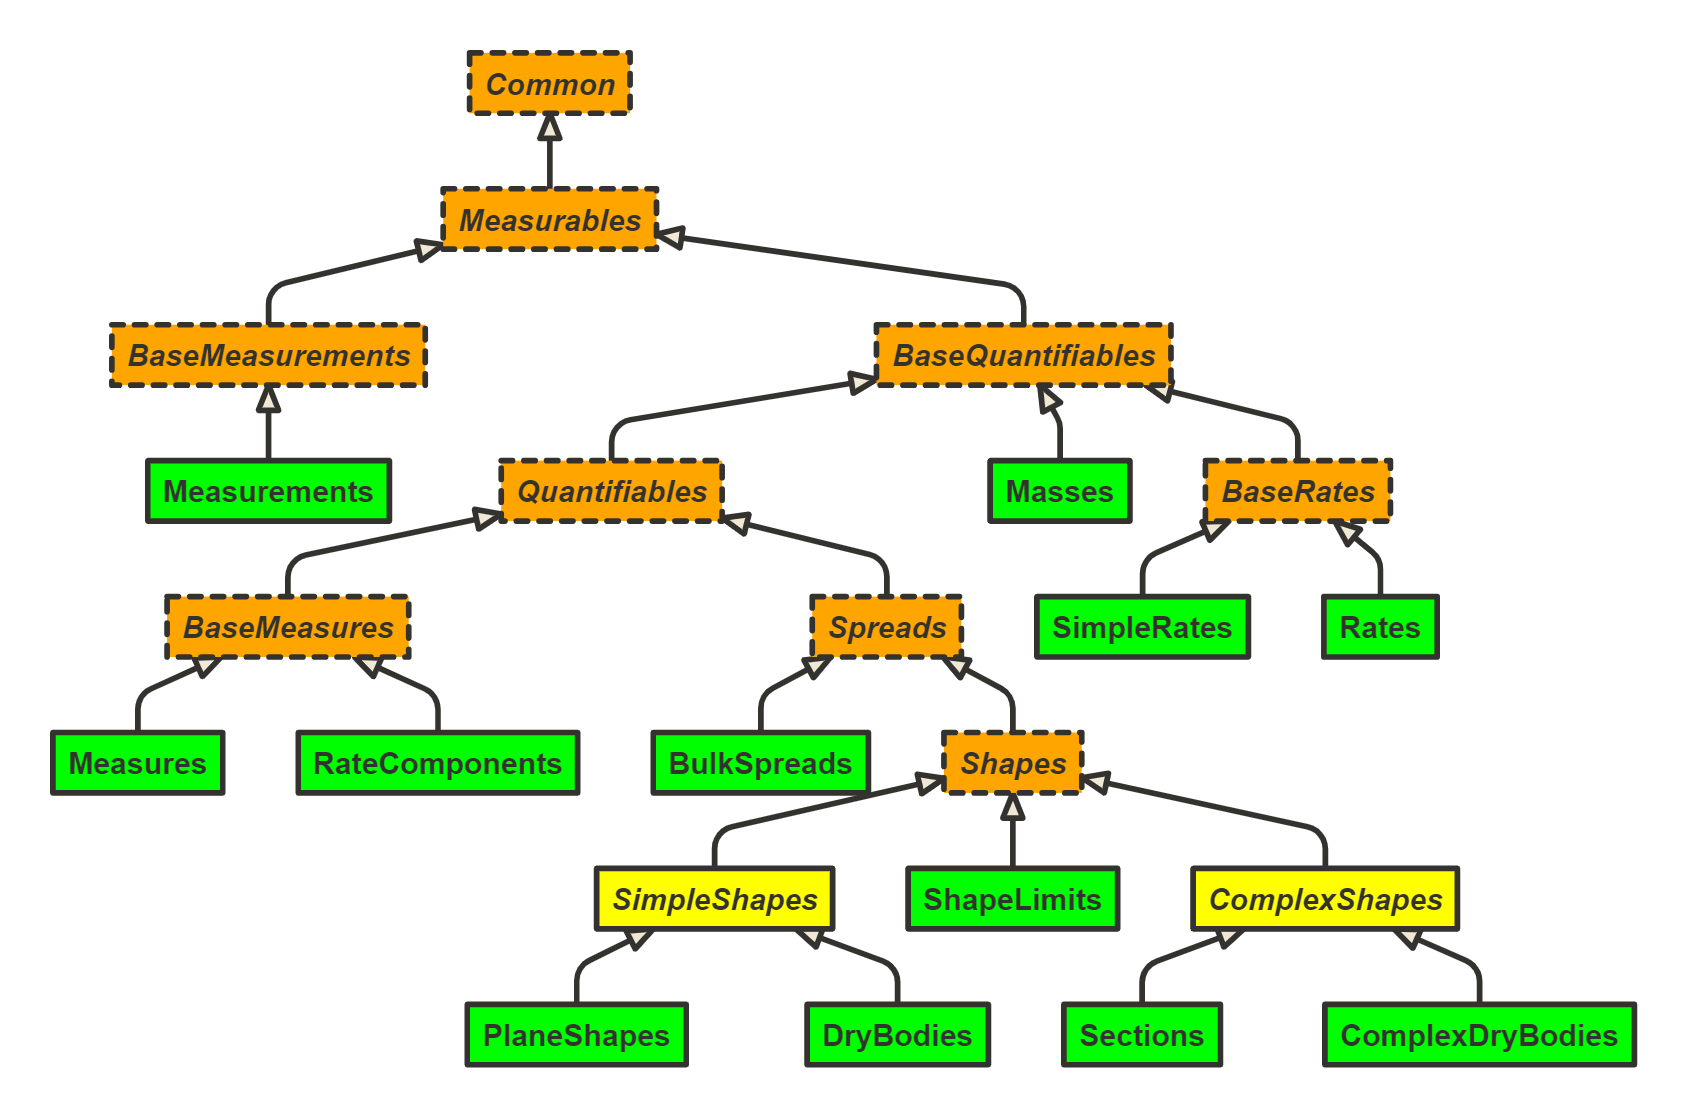 Common
Measurables
BaseMeasurements
BaseQuantifiables
Measurements
Quantifiables
Masses
BaseRates
BaseMeasures
Spreads
SimpleRates
Rates
Measures
RateComponents
BulkSpreads
Shapes
SimpleShapes
ShapeLimits
ComplexShapes
PlaneShapes
DryBodies
Sections
ComplexDryBodies